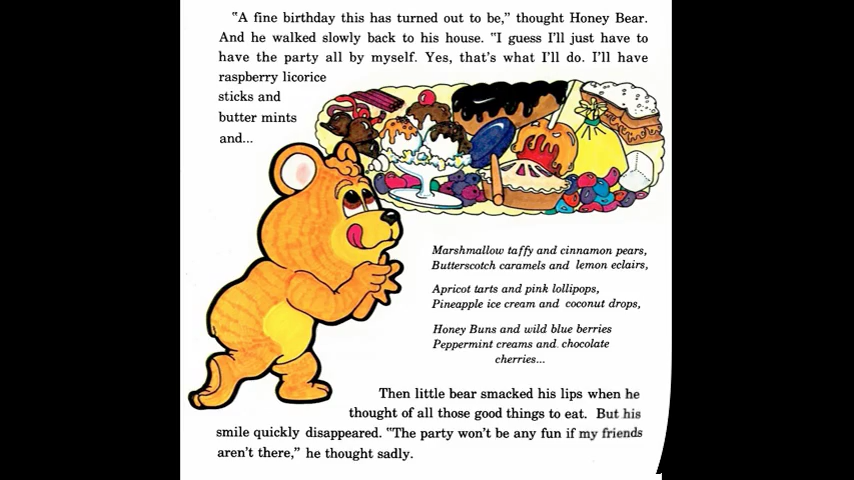 "A fine birthday this has turned out to be," thought Honey Bear.
And he walked slowly back to his house. "I guess I'll just have to
have the party all by myself. Yes, that's what I'll do. I'll have
raspberry licorice
sticks and
butter mints
and...
Marshmallow taffy and cinnamon pears,
Butterscotch caramels and lemon eclairs,
Apricot tarts and pink lollipops,
Pineapple ice cream and coconut drops,
Honey Buns and wild blue berries
Peppermint creams and chocolate
cherries...
Then little bear smacked his lips when he
thought of all those good things to eat. But his
smile quickly disappeared. "The party won't be any fun if my friends
aren't there," he thought sadly.